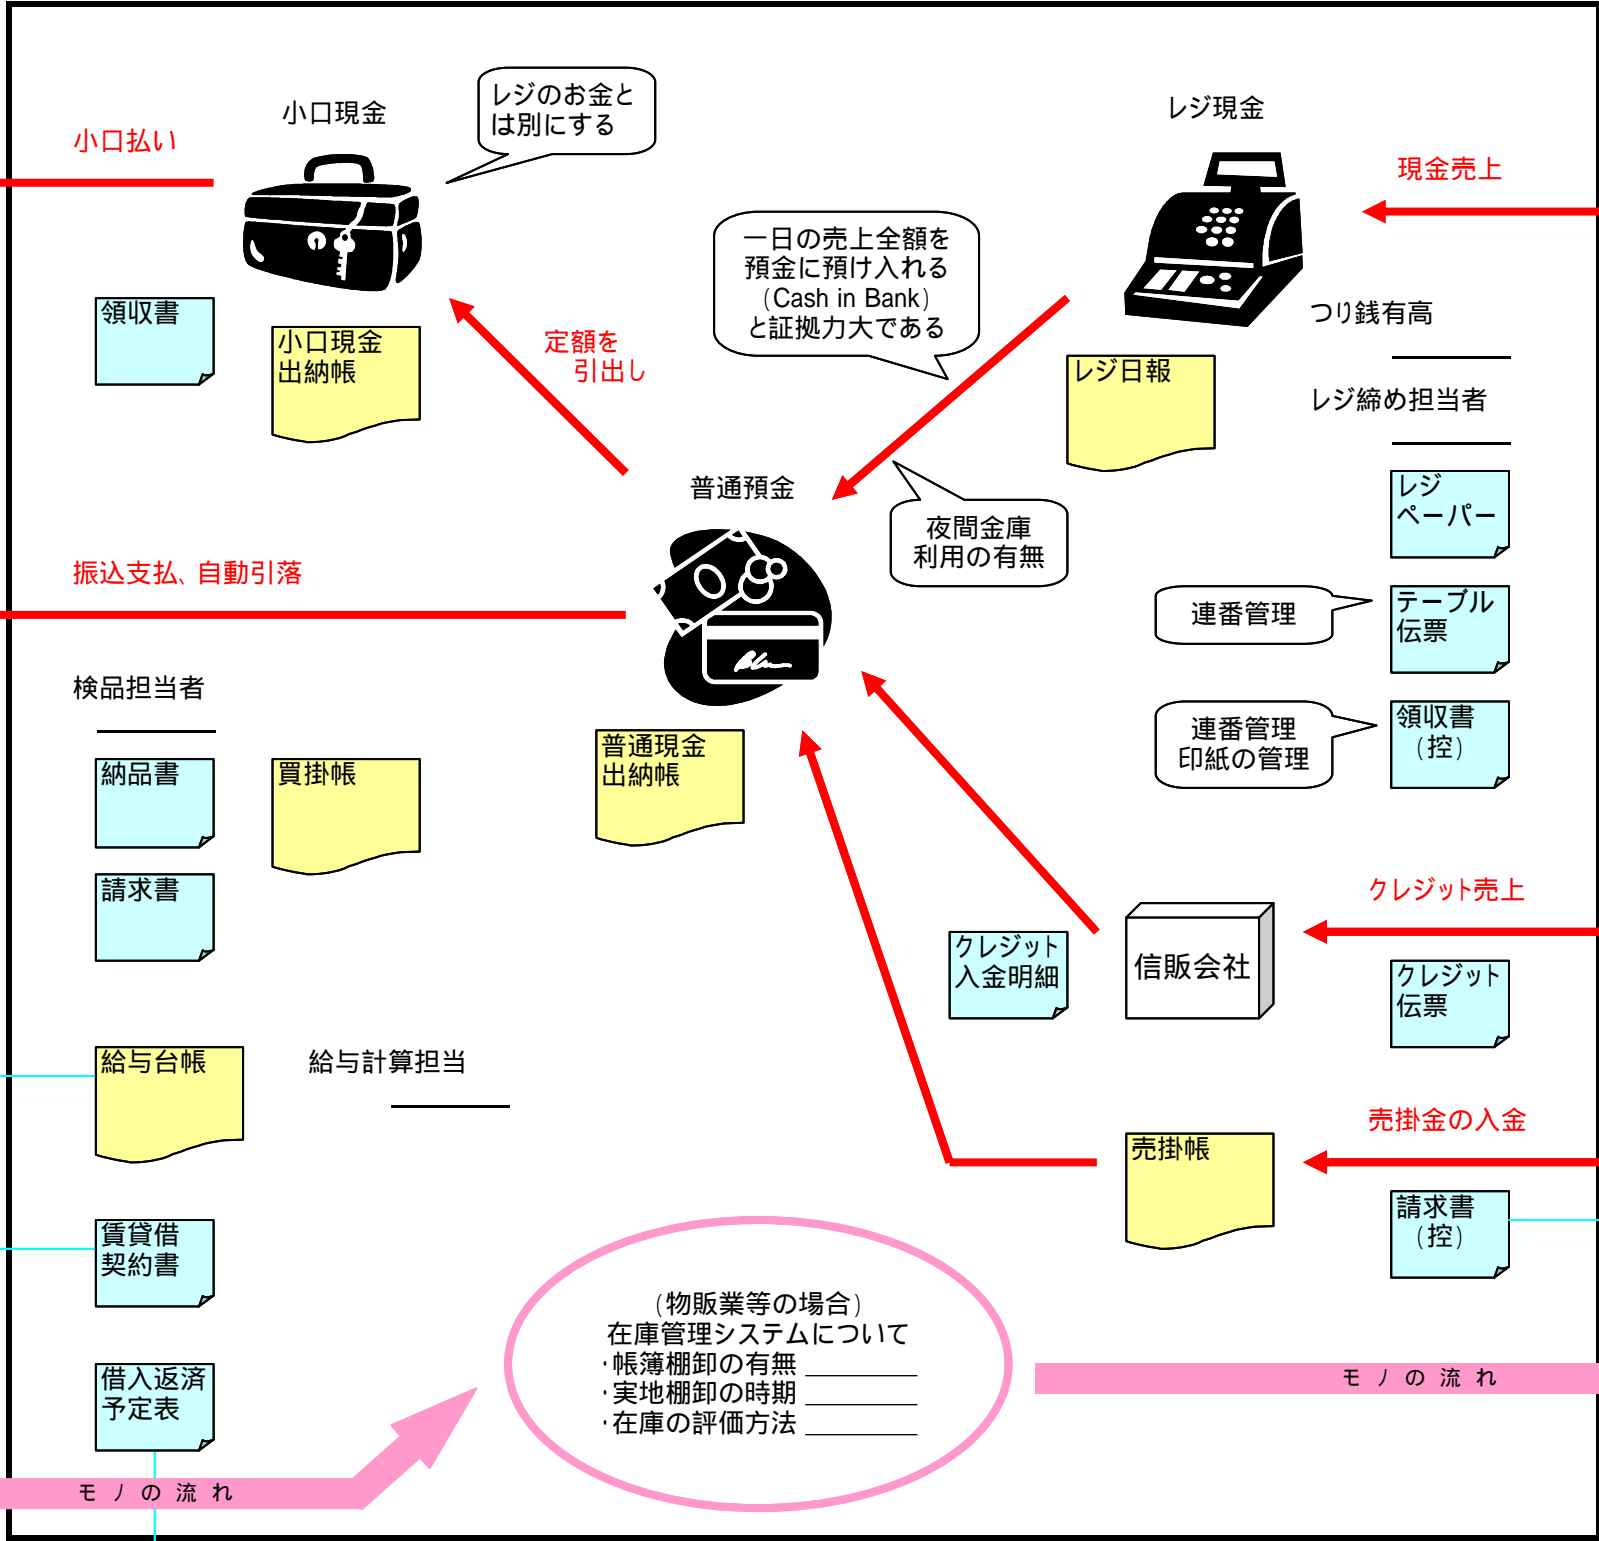 小口現金
レジのお金と
は別にする
レジ現金
小口払い
現金売上
一日の売上全額を
預金に預け入れる
(Cash in Bank)
と証拠力大である
領収書
小口現金
出納帳
定額を
引出し
つり銭有高
レジ日報
レジ締め担当者
普通預金
夜間金庫
利用の有無
レジ
ペーパー
振込支払、自動引落
連番管理
テーブル
伝票
検品担当者
連番管理
印紙の管理
領収書
(控)
納品書
買掛帳
普通現金
出納帳
請求書
クレジット売上
クレジット
入金明細
信販会社
クレジット
伝票
給与台帳
給与計算担当
売掛金の入金
売掛帳
請求書
(控)
賃貸借
契約書
(物販業等の場合)
在庫管理システムについて
・帳簿棚卸の有無 ________
・実地棚卸の時期 ________
・在庫の評価方法 ________
借入返済
予定表
モノの流れ
モノの流れ